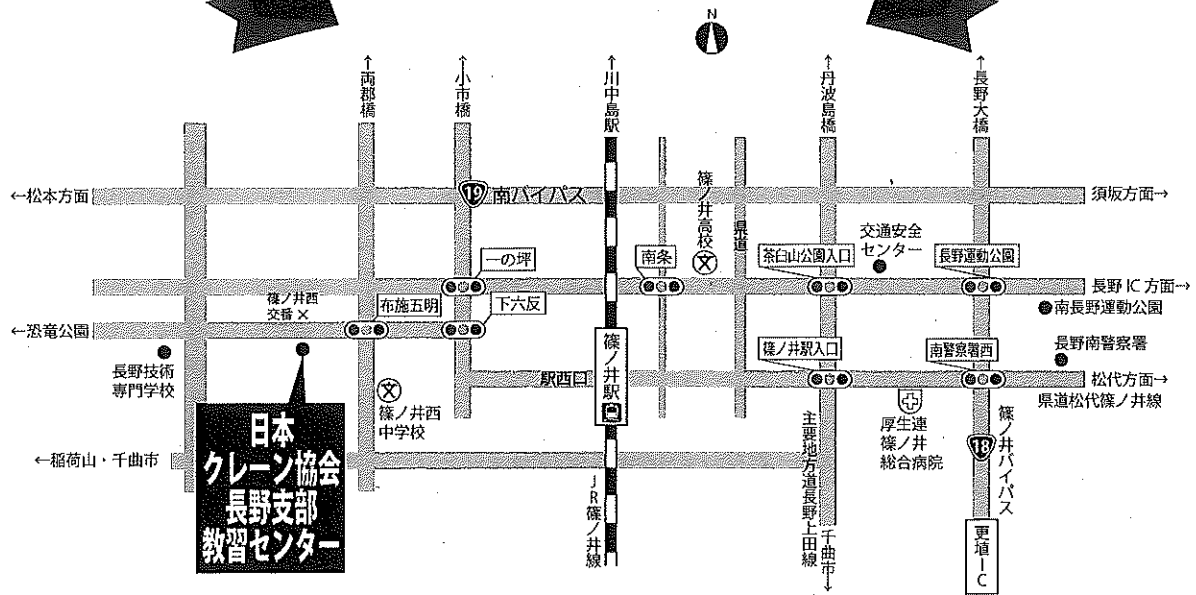 N
↑両郡橋
↑小市橋
↑川中島駅
↑丹波島橋
↑長野大橋
←松本方面
19
南バイパス
須坂方面→
篠ノ井高校
文
県道
交通安全
センター
一の坪
南条
茶臼山公園入口
長野運動公園
長野IC方面→
南長野運動公園
篠ノ井西
交番×
布施五明
下六反
←恐竜公園
長野技術
専門学校
文
篠ノ井西
中学校
篠ノ井駅
駅西口
篠ノ井駅入口
南警察署西
長野南警察署
松代方面→
県道松代篠ノ井線
厚生連
篠ノ井
総合病院
日本
クレーン協会
長野支部
教習センター
←稲荷山・千曲市
JR篠ノ井線
主要地方道長野上田線
千曲市→
18
篠ノ井バイパス
更埴IC